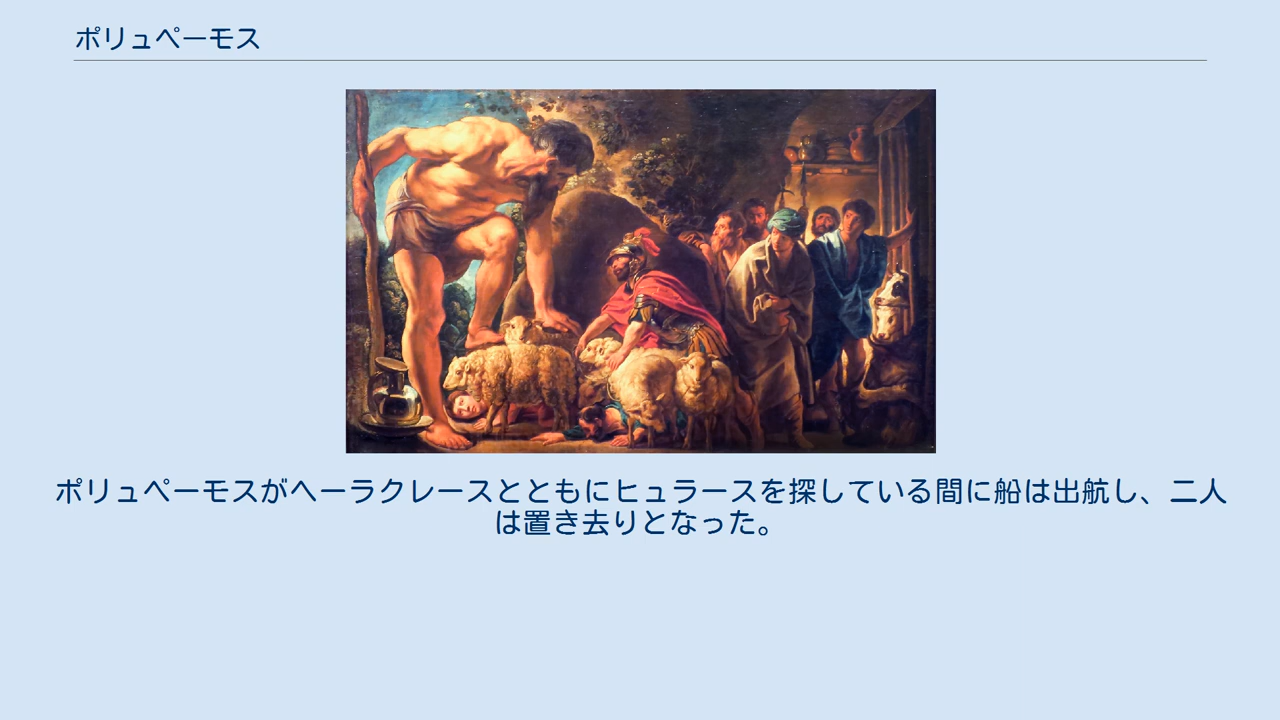 ポリュペーモス
ポリュペーモスがヘーラクレースとともにヒュラースを探している間に船は出航し、二人
は置き去りとなった。